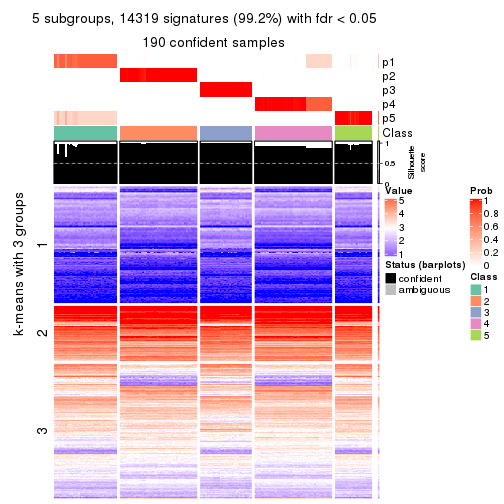 5 subgroups, 14319 signatures (99.2%) with fdr < 0.05
190 confident samples
p1
p2
p3
p4
p5
Class
1
0.5
0
Silhouette
score
k-means with 3 groups
1
2
3
Value
5
4
3
2
1
Status (barplots)
confident
ambiguous
Prob
1
0.8
0.6
0.4
0.2
0
Class
1
2
3
4
5